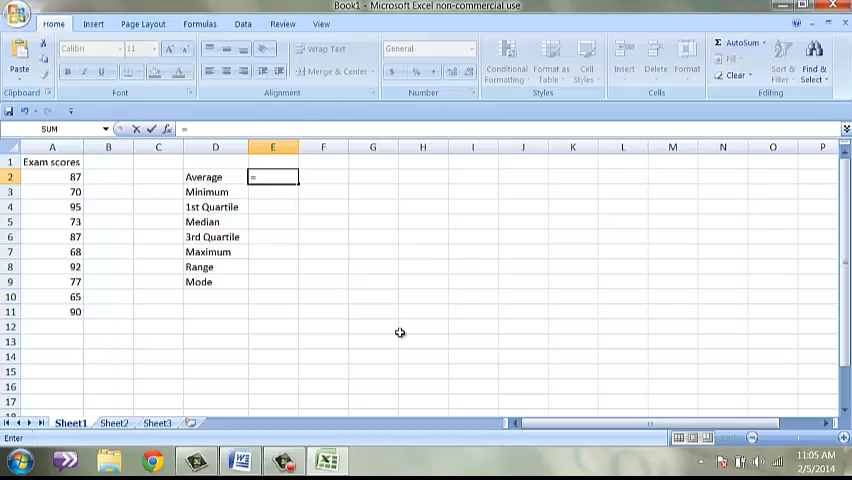 Book1 - Microsoft Excel non-commercial use
Home Insert Page Layout Formulas Data Review View
Paste
Clipboard
Calibri 11 A A
B I U
Font
Wrap Text
Merge & Center
Alignment
General
$ % ,
Number
Conditional Formatting
Format as Table
Cell Styles
Styles
Insert Delete Format
Cells
Σ AutoSum
Fill
Clear
Sort & Filter
Find & Select
Editing
SUM fx =
A B C D E F G H I J K L M N O P
1 Exam scores
2 87 Average =
3 70 Minimum
4 95 1st Quartile
5 73 Median
6 87 3rd Quartile
7 68 Maximum
8 92 Range
9 77 Mode
10 65
11 90
12
13
14
15
16
17
Sheet1 Sheet2 Sheet3
Enter
11:05 AM
2/5/2014